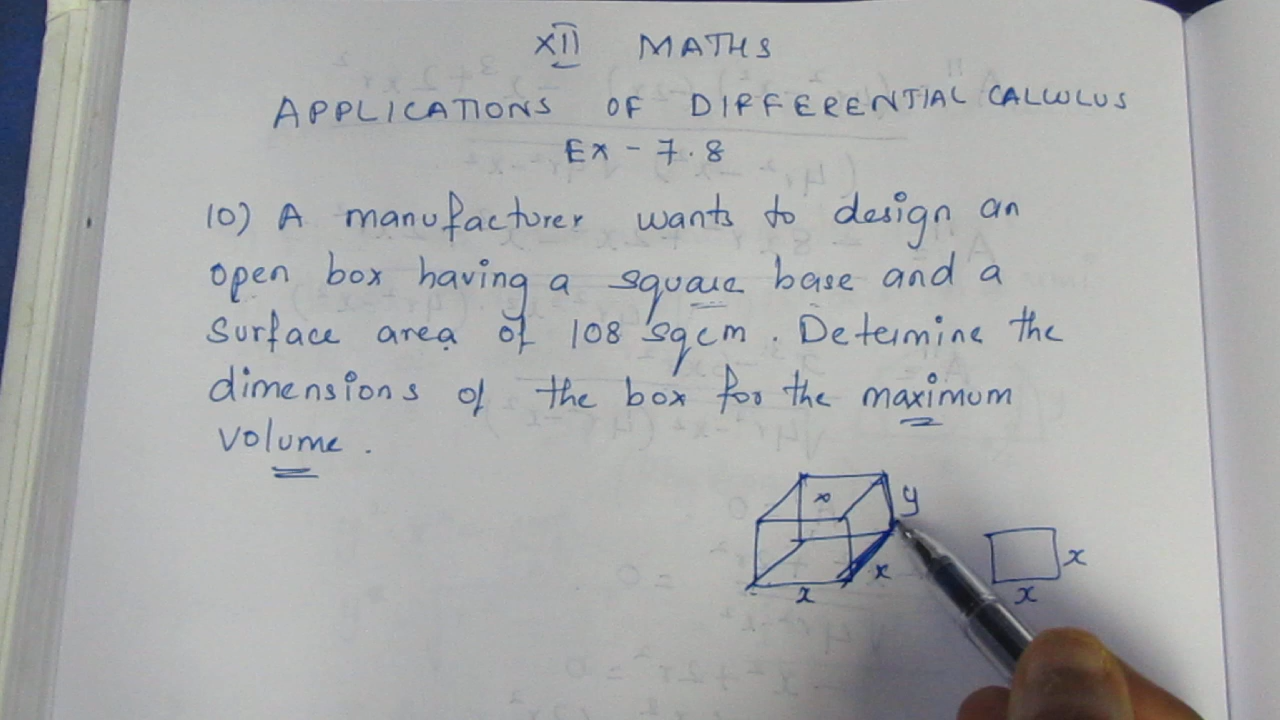 XII MATHS
APPLICATIONS OF DIFFERENTIAL CALCULUS
Ex - 7.8
10) A manufacturer wants to design an
open box having a square base and a
surface area of 108 sqcm. Determine the
dimensions of the box for the maximum
volume.
x y
x x
x x